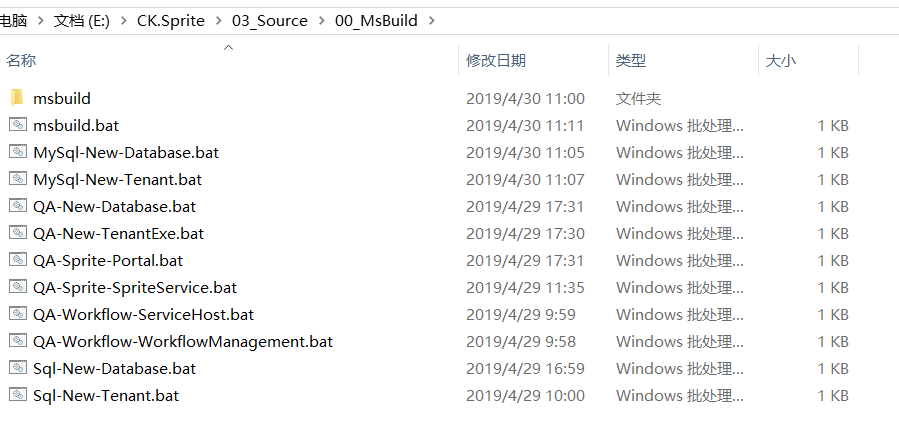 电脑 > 文档 (E:) > CK.Sprite > 03_Source > 00_MsBuild >
名称 修改日期 类型 大小
msbuild 2019/4/30 11:00 文件夹
msbuild.bat 2019/4/30 11:11 Windows 批处理... 1 KB
MySql-New-Database.bat 2019/4/30 11:05 Windows 批处理... 1 KB
MySql-New-Tenant.bat 2019/4/30 11:07 Windows 批处理... 1 KB
QA-New-Database.bat 2019/4/29 17:31 Windows 批处理... 1 KB
QA-New-TenantExe.bat 2019/4/29 17:30 Windows 批处理... 1 KB
QA-Sprite-Portal.bat 2019/4/29 17:31 Windows 批处理... 1 KB
QA-Sprite-SpriteService.bat 2019/4/29 11:35 Windows 批处理... 1 KB
QA-Workflow-ServiceHost.bat 2019/4/29 9:59 Windows 批处理... 1 KB
QA-Workflow-WorkflowManagement.bat 2019/4/29 9:58 Windows 批处理... 1 KB
Sql-New-Database.bat 2019/4/29 16:59 Windows 批处理... 1 KB
Sql-New-Tenant.bat 2019/4/29 10:00 Windows 批处理... 1 KB